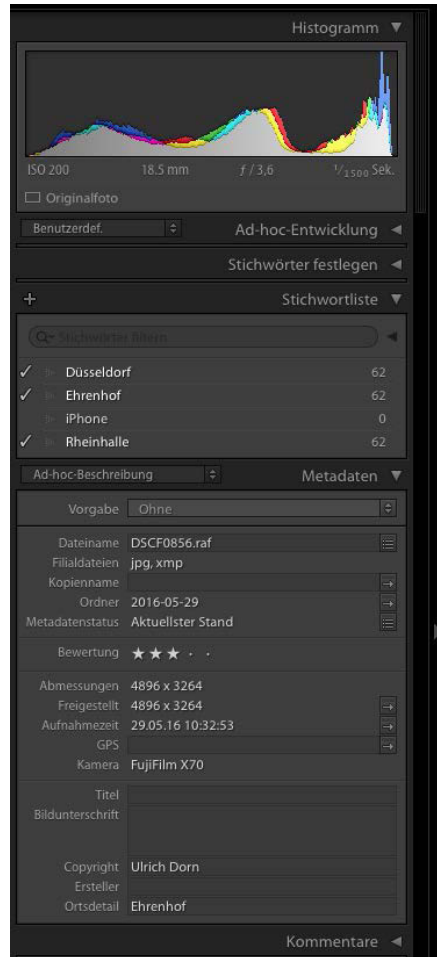 Histogramm
ISO 200 18.5 mm ƒ / 3,6 1/1500 Sek.
Originalfoto
Benutzerdef. Ad-hoc-Entwicklung
Stichwörter festlegen
+ Stichwortliste
Stichwörter filtern
✓ Düsseldorf 62
✓ Ehrenhof 62
iPhone 0
✓ Rheinhalle 62
Ad-hoc-Beschreibung Metadaten
Vorgabe Ohne
Dateiname DSCF0856.raf
Filialdateien jpg, xmp
Kopienname
Ordner 2016-05-29
Metadatenstatus Aktuellster Stand
Bewertung ★ ★ ★ · ·
Abmessungen 4896 x 3264
Freigestellt 4896 x 3264
Aufnahmezeit 29.05.16 10:32:53
GPS
Kamera FujiFilm X70
Titel
Bildunterschrift
Copyright Ulrich Dorn
Ersteller
Ortsdetail Ehrenhof
Kommentare